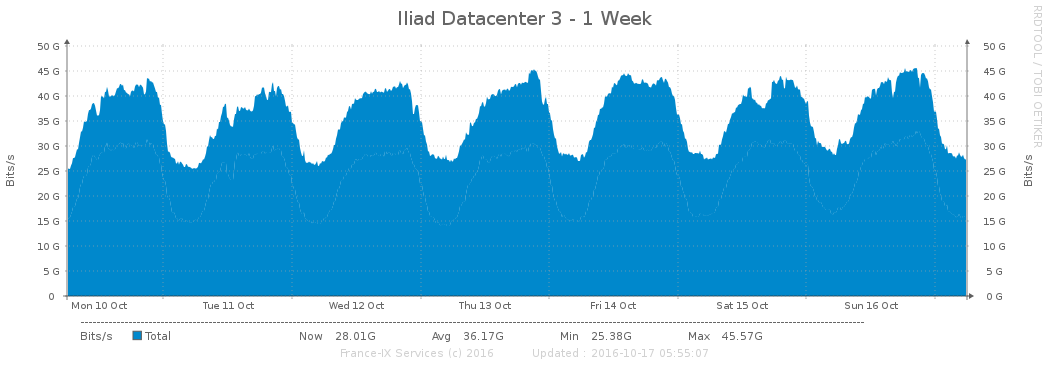 Iliad Datacenter 3 - 1 Week
RRDTOOL / TOBI OETIKER
Bits/s
50 G 50 G
45 G 45 G
40 G 40 G
35 G 35 G
30 G 30 G
25 G 25 G
20 G 20 G
15 G 15 G
10 G 10 G
5 G 5 G
0 0 G
Bits/s
Mon 10 Oct Tue 11 Oct Wed 12 Oct Thu 13 Oct Fri 14 Oct Sat 15 Oct Sun 16 Oct
Bits/s Total Now 28.01G Avg 36.17G Min 25.38G Max 45.57G
France-IX Services (c) 2016 Updated : 2016-10-17 05:55:07